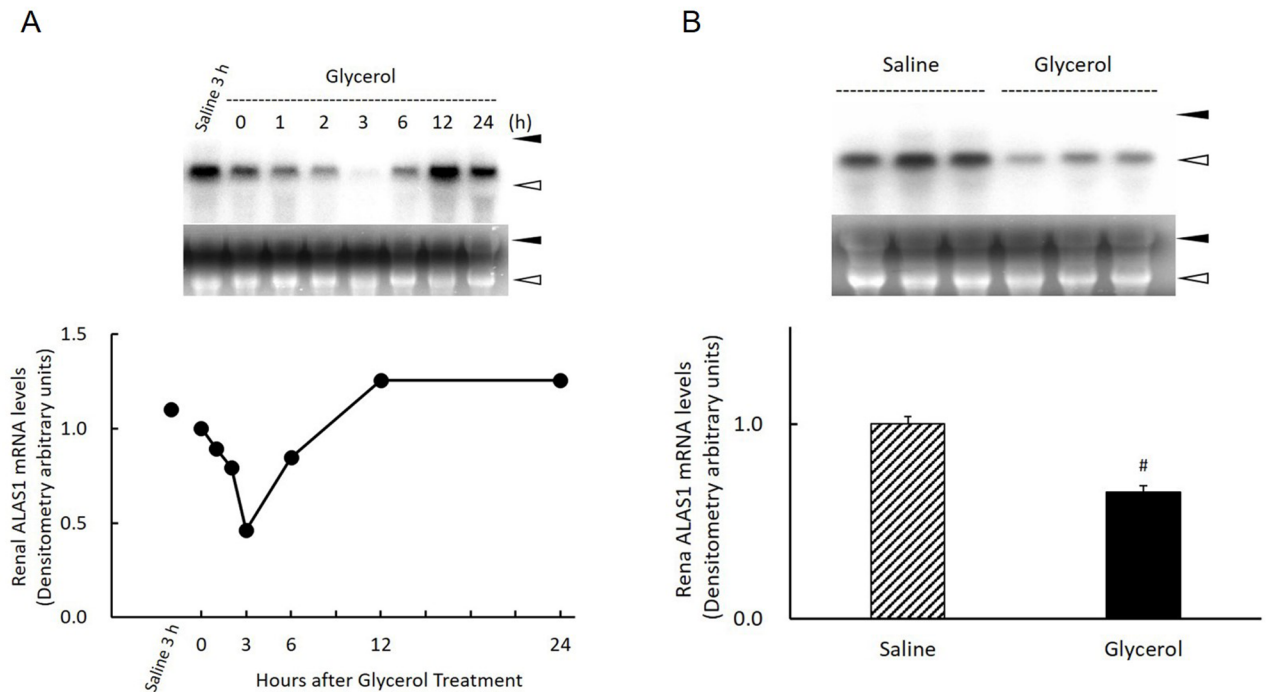 A
Saline 3 h
Glycerol
0 1 2 3 6 12 24 (h)
1.5
1.0
0.5
0.0
Renal ALAS1 mRNA levels
(Densitometry arbitrary units)
Saline 3 h
0 3 6 12 24
Hours after Glycerol Treatment
B
Saline Glycerol
1.0
0.0
Rena ALAS1 mRNA levels
(Densitometry arbitrary units)
#
Saline Glycerol